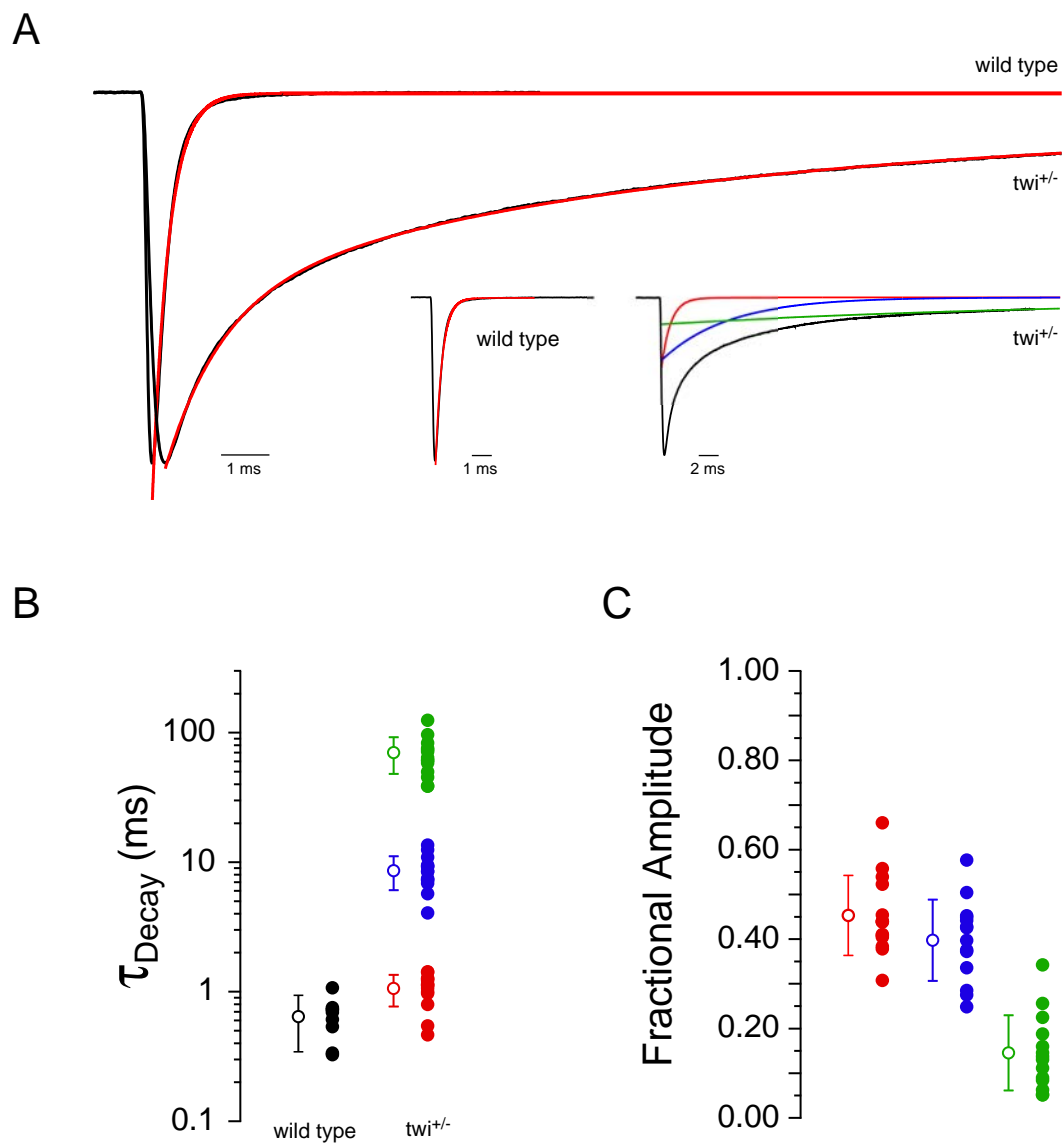 A
wild type
twi+/-
wild type
twi+/-
1 ms
1 ms
2 ms
B
C
τDecay (ms)
100
10
1
0.1
wild type
twi+/-
Fractional Amplitude
1.00
0.80
0.60
0.40
0.20
0.00